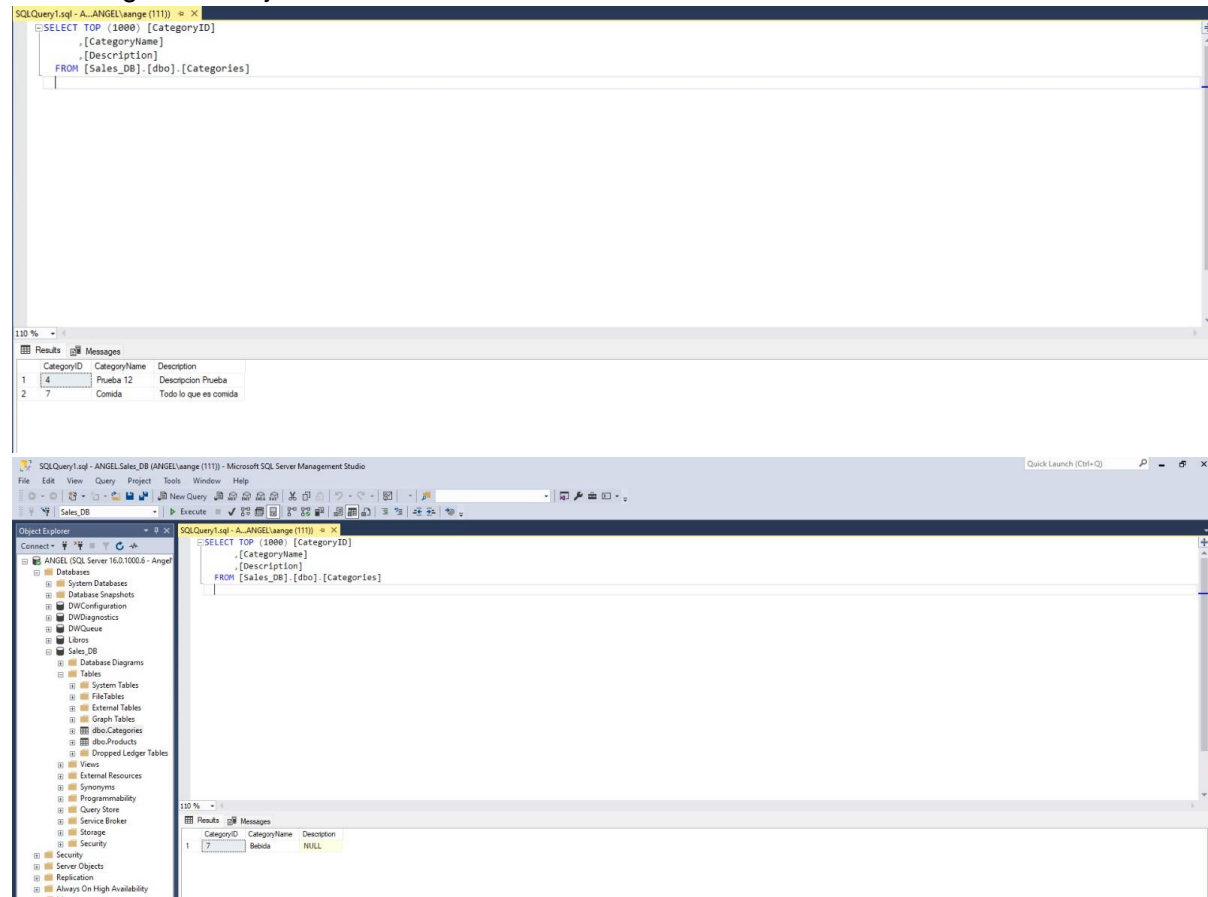 SQLQuery1.sql - A...ANGEL\aange (111))
SELECT TOP (1000) [CategoryID]
,[CategoryName]
,[Description]
FROM [Sales_DB].[dbo].[Categories]
110 %
Results Messages
CategoryID CategoryName Description
1 4 Prueba 12 Descripcion Prueba
2 7 Comida Todo lo que es comida
SQLQuery1.sql - ANGEL.Sales_DB (ANGEL\aange (111)) - Microsoft SQL Server Management Studio
Quick Launch (Ctrl+Q)
File Edit View Query Project Tools Window Help
New Query
Sales_DB Execute
Object Explorer
Connect
ANGEL (SQL Server 16.0.1000.6 - Angel
Databases
System Databases
Database Snapshots
DWConfiguration
DWDiagnostics
DWQueue
Libros
Sales_DB
Database Diagrams
Tables
System Tables
FileTables
External Tables
Graph Tables
dbo.Categories
dbo.Products
Dropped Ledger Tables
Views
External Resources
Synonyms
Programmability
Query Store
Service Broker
Storage
Security
Security
Server Objects
Replication
Always On High Availability
SQLQuery1.sql - A...ANGEL\aange (111))
SELECT TOP (1000) [CategoryID]
,[CategoryName]
,[Description]
FROM [Sales_DB].[dbo].[Categories]
110 %
Results Messages
CategoryID CategoryName Description
1 7 Bebida NULL